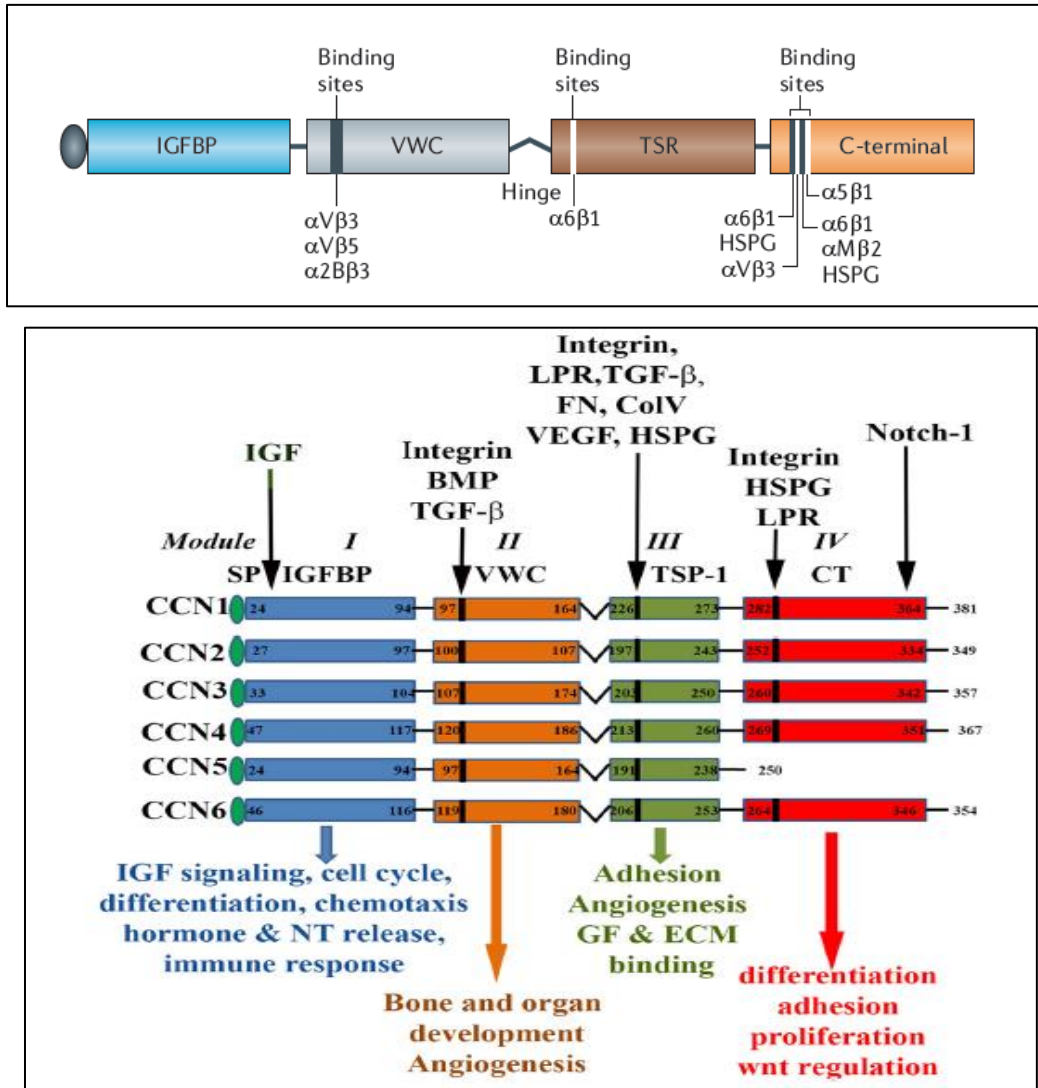 Binding sites
Binding sites
Binding sites
IGFBP
VWC
TSR
C-terminal
Hinge
αVβ3
αVβ5
α2Bβ3
α6β1
α6β1
HSPG
αVβ3
α5β1
α6β1
αMβ2
HSPG
Integrin,
LPR,TGF-β,
FN, ColV
VEGF, HSPG
IGF
Integrin
BMP
TGF-β
Integrin
HSPG
LPR
Notch-1
Module I II III IV
SP IGFBP VWC TSP-1 CT
CCN1 24 94 97 164 226 273 282 364 381
CCN2 27 97 100 107 197 243 252 334 349
CCN3 33 104 107 174 203 250 260 342 357
CCN4 47 117 120 186 213 260 269 351 367
CCN5 24 94 97 164 191 238 250
CCN6 46 116 119 180 206 253 264 346 354
IGF signaling, cell cycle,
differentiation, chemotaxis
hormone & NT release,
immune response
Bone and organ
development
Angiogenesis
Adhesion
Angiogenesis
GF & ECM
binding
differentiation
adhesion
proliferation
wnt regulation